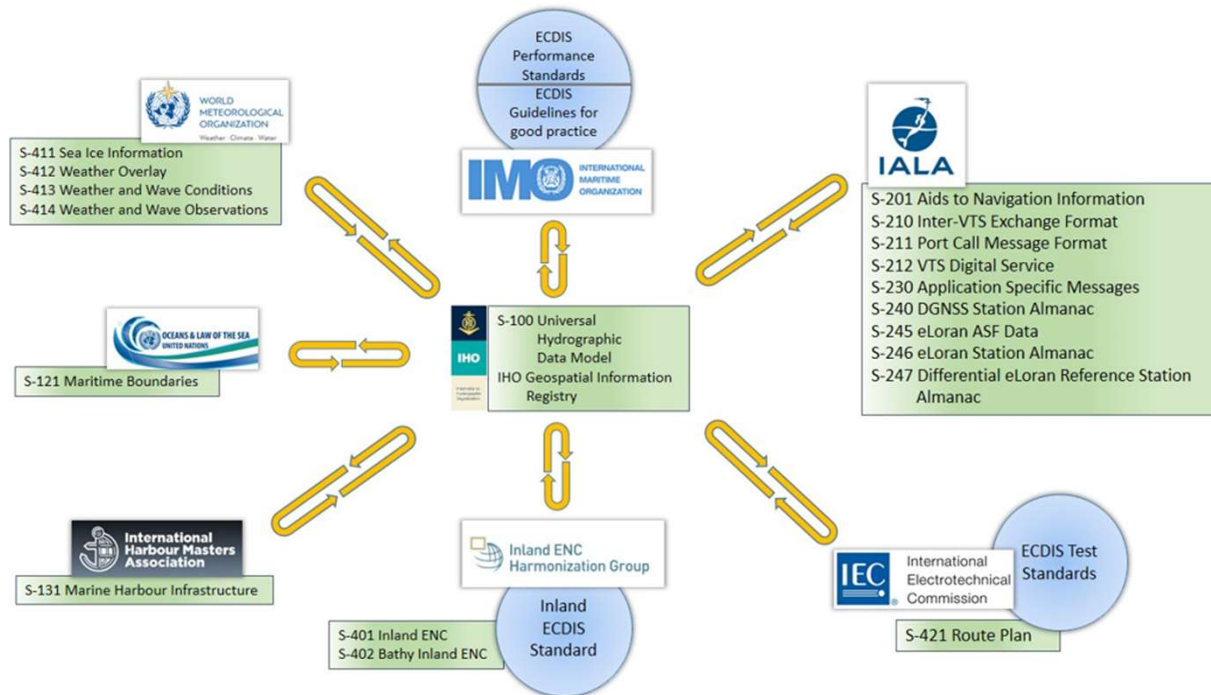 ECDIS
Performance
Standards
ECDIS
Guidelines for
good practice
IMO
INTERNATIONAL
MARITIME
ORGANIZATION
WORLD
METEOROLOGICAL
ORGANIZATION
Weather · Climate · Water
S-411 Sea Ice Information
S-412 Weather Overlay
S-413 Weather and Wave Conditions
S-414 Weather and Wave Observations
IALA
S-201 Aids to Navigation Information
S-210 Inter-VTS Exchange Format
S-211 Port Call Message Format
S-212 VTS Digital Service
S-230 Application Specific Messages
S-240 DGNSS Station Almanac
S-245 eLoran ASF Data
S-246 eLoran Station Almanac
S-247 Differential eLoran Reference Station
Almanac
OCEANS & LAW OF THE SEA
UNITED NATIONS
S-121 Maritime Boundaries
IHO
International
Hydrographic
Organization
S-100 Universal
Hydrographic
Data Model
IHO Geospatial Information
Registry
International
Harbour Masters
Association
S-131 Marine Harbour Infrastructure
Inland ENC
Harmonization Group
Inland
ECDIS
Standard
S-401 Inland ENC
S-402 Bathy Inland ENC
IEC
®
International
Electrotechnical
Commission
ECDIS Test
Standards
S-421 Route Plan